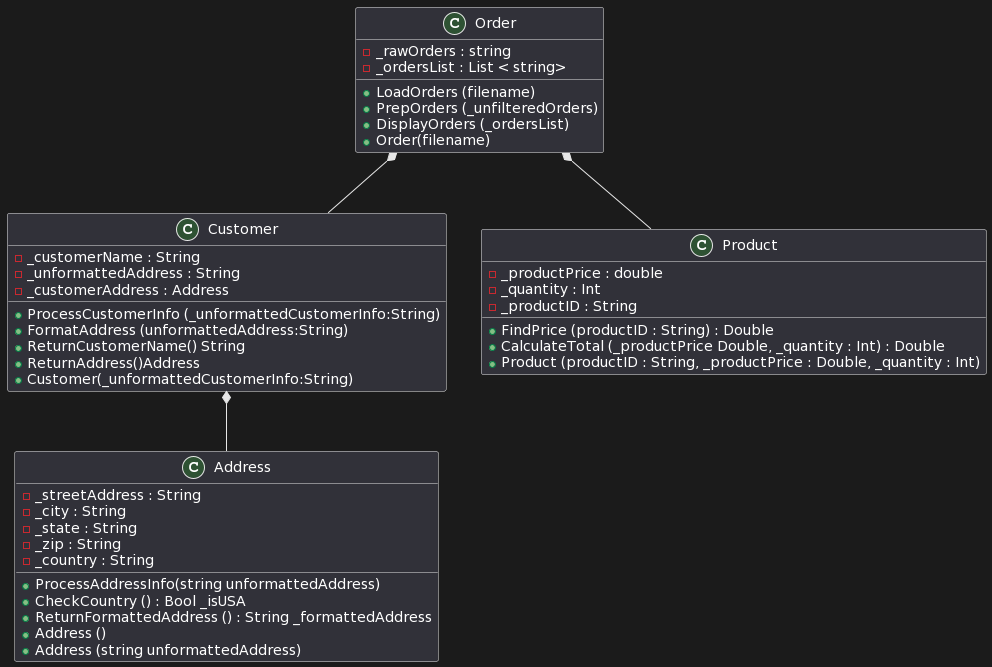 C Order
_rawOrders : string
_ordersList : List < string>
LoadOrders (filename)
PrepOrders (_unfilteredOrders)
DisplayOrders (_ordersList)
Order(filename)
C Customer
_customerName : String
_unformattedAddress : String
_customerAddress : Address
ProcessCustomerInfo (_unformattedCustomerInfo:String)
FormatAddress (unformattedAddress:String)
ReturnCustomerName() String
ReturnAddress()Address
Customer(_unformattedCustomerInfo:String)
C Product
_productPrice : double
_quantity : Int
_productID : String
FindPrice (productID : String) : Double
CalculateTotal (_productPrice Double, _quantity : Int) : Double
Product (productID : String, _productPrice : Double, _quantity : Int)
C Address
_streetAddress : String
_city : String
_state : String
_zip : String
_country : String
ProcessAddressInfo(string unformattedAddress)
CheckCountry () : Bool _isUSA
ReturnFormattedAddress () : String _formattedAddress
Address ()
Address (string unformattedAddress)